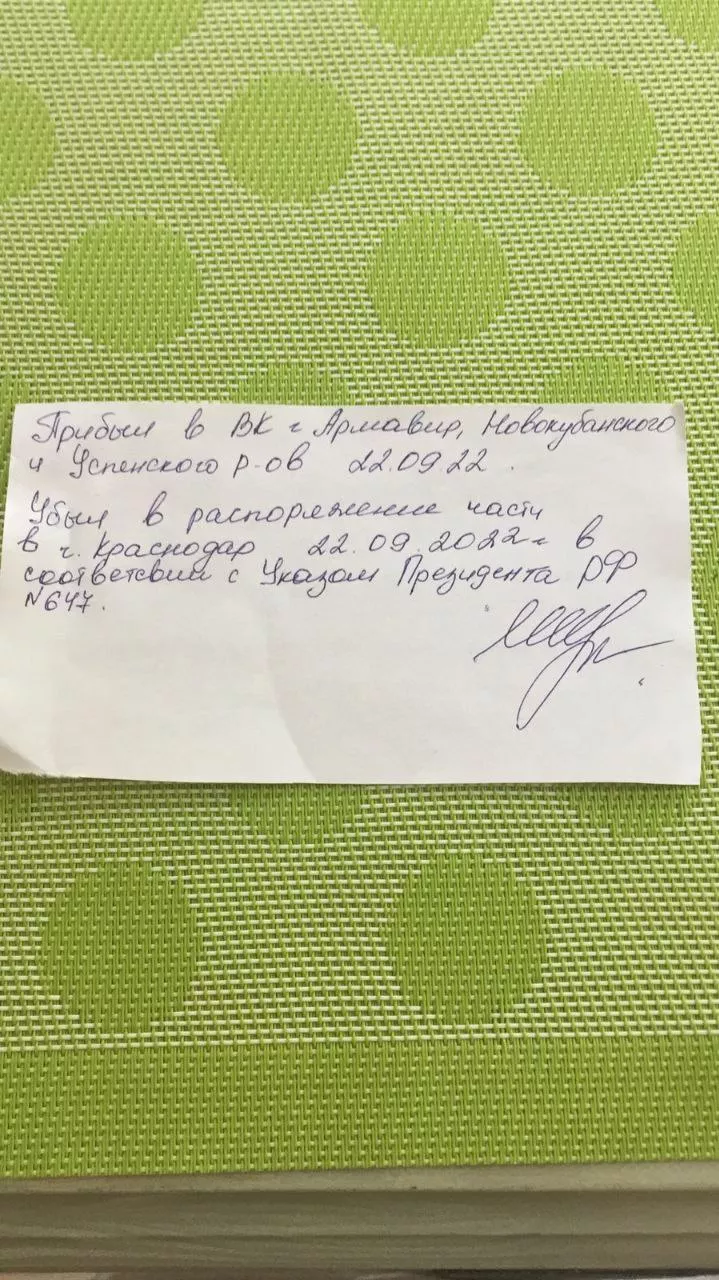 Прибыл в ВК г Армавир, Новокубанского
и Успенского р-ов 22.09.22.
Убыл в распоряжение части
в г. Краснодар 22.09.2022г в
соответсвии с Указом Президента РФ
№647.